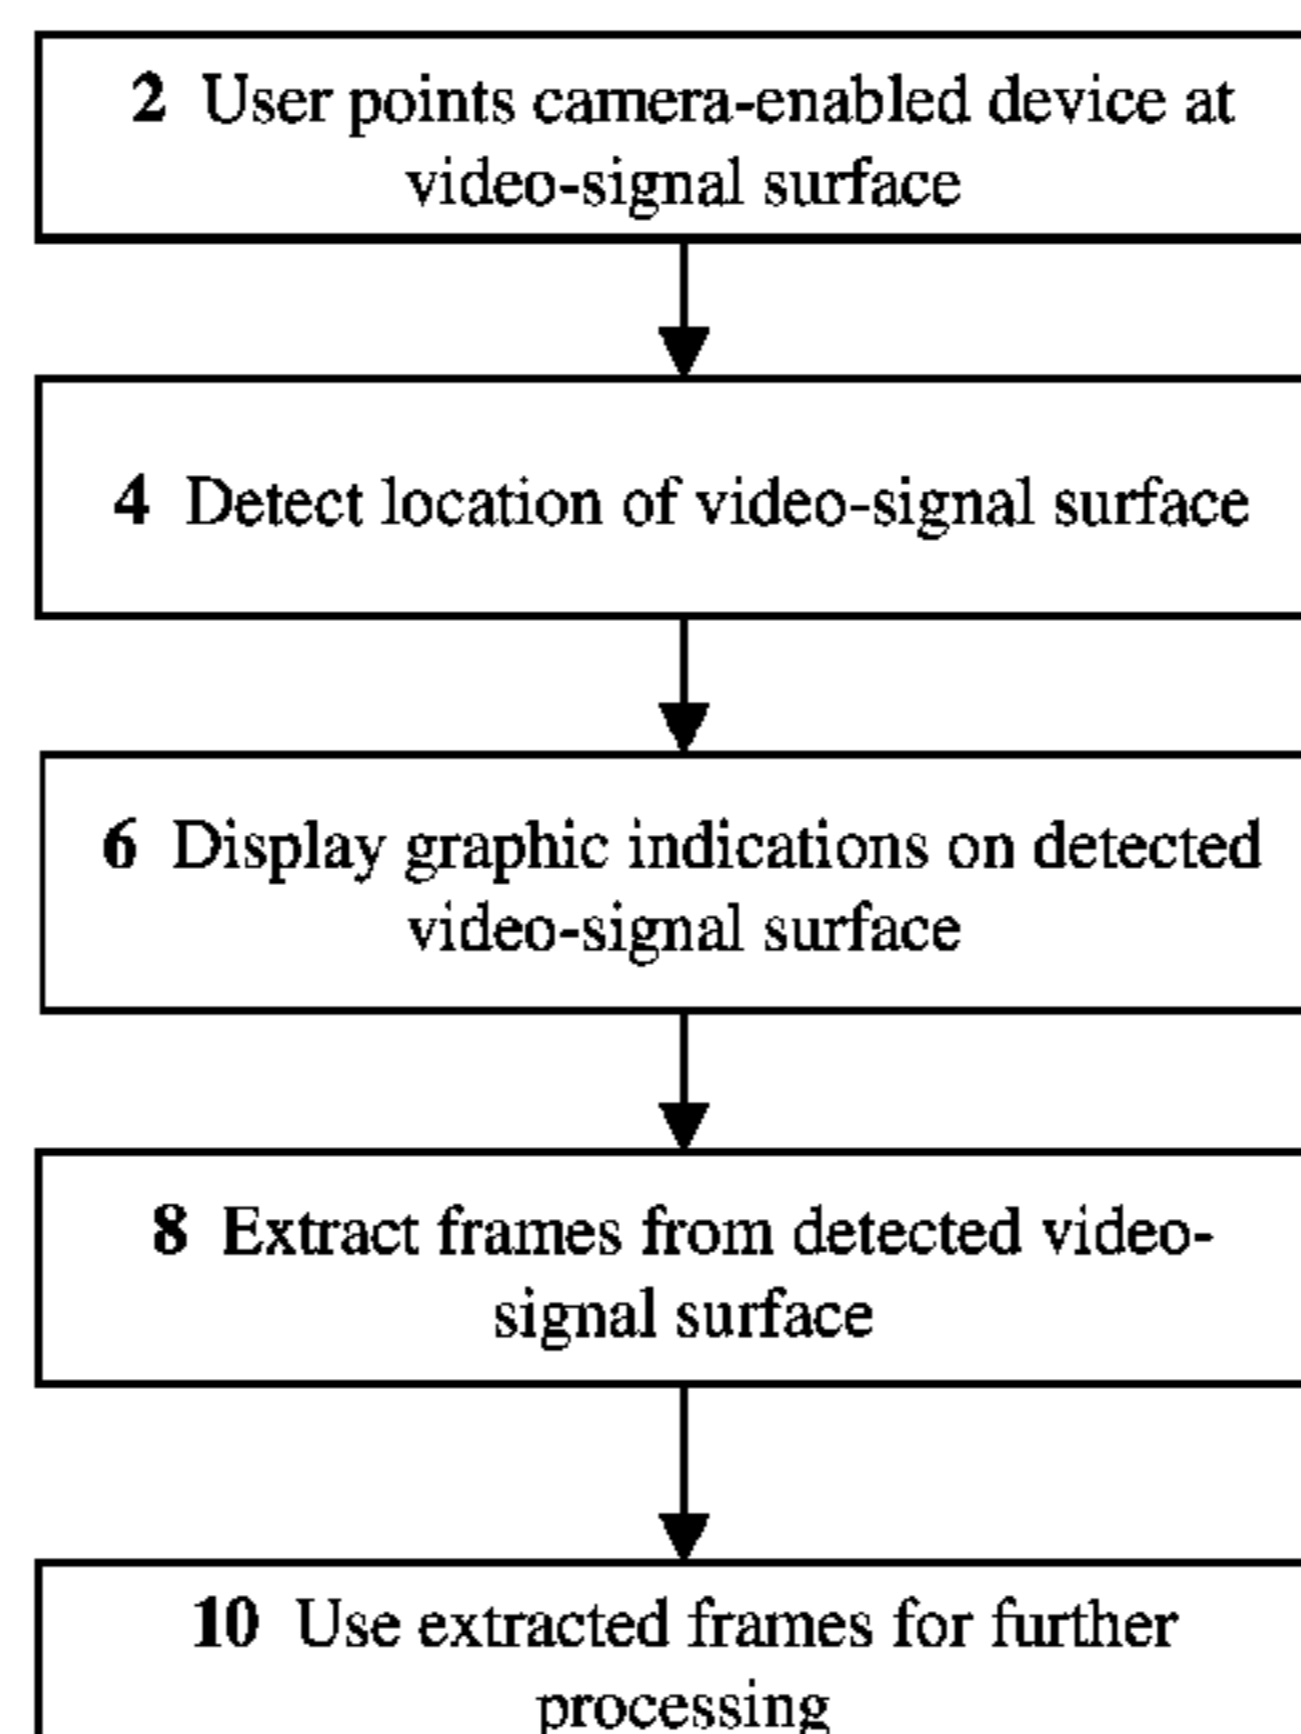 2 User points camera-enabled device at
video-signal surface
4 Detect location of video-signal surface
6 Display graphic indications on detected
video-signal surface
8 Extract frames from detected video-
signal surface
10 Use extracted frames for further
processing